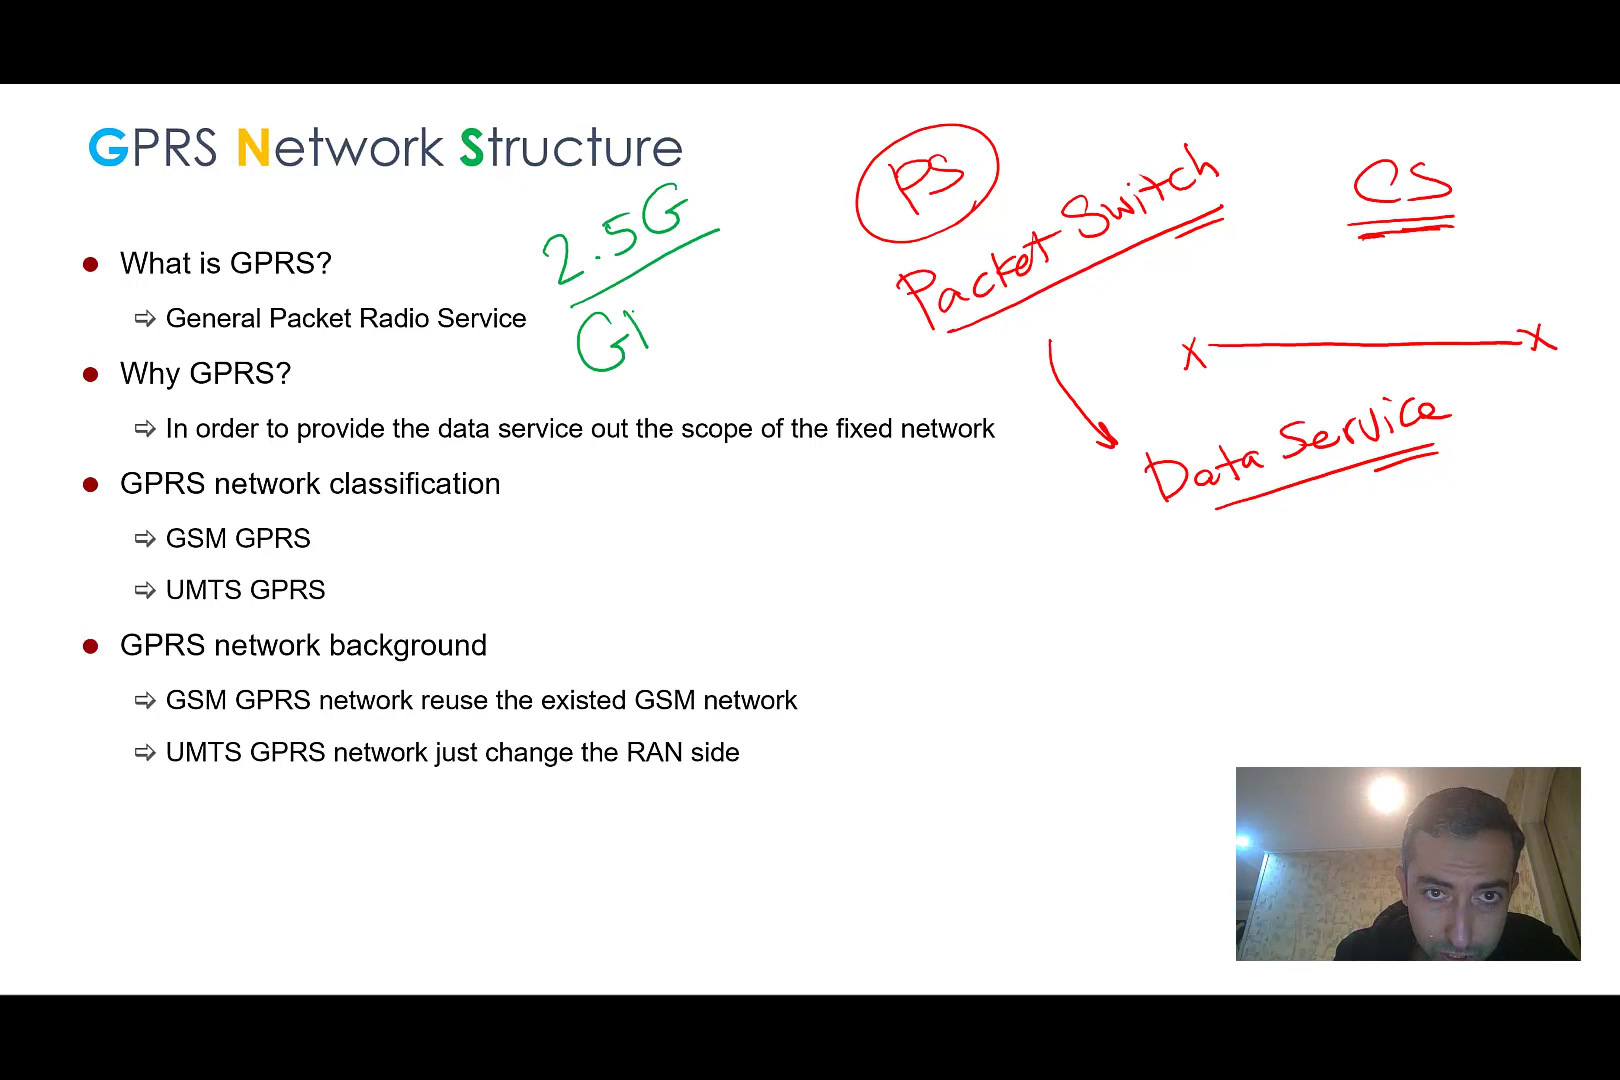 GPRS Network Structure
What is GPRS?
General Packet Radio Service
Why GPRS?
In order to provide the data service out the scope of the fixed network
GPRS network classification
GSM GPRS
UMTS GPRS
GPRS network background
GSM GPRS network reuse the existed GSM network
UMTS GPRS network just change the RAN side
2.5G
PS
Packet Switch
CS
X X
Data Service